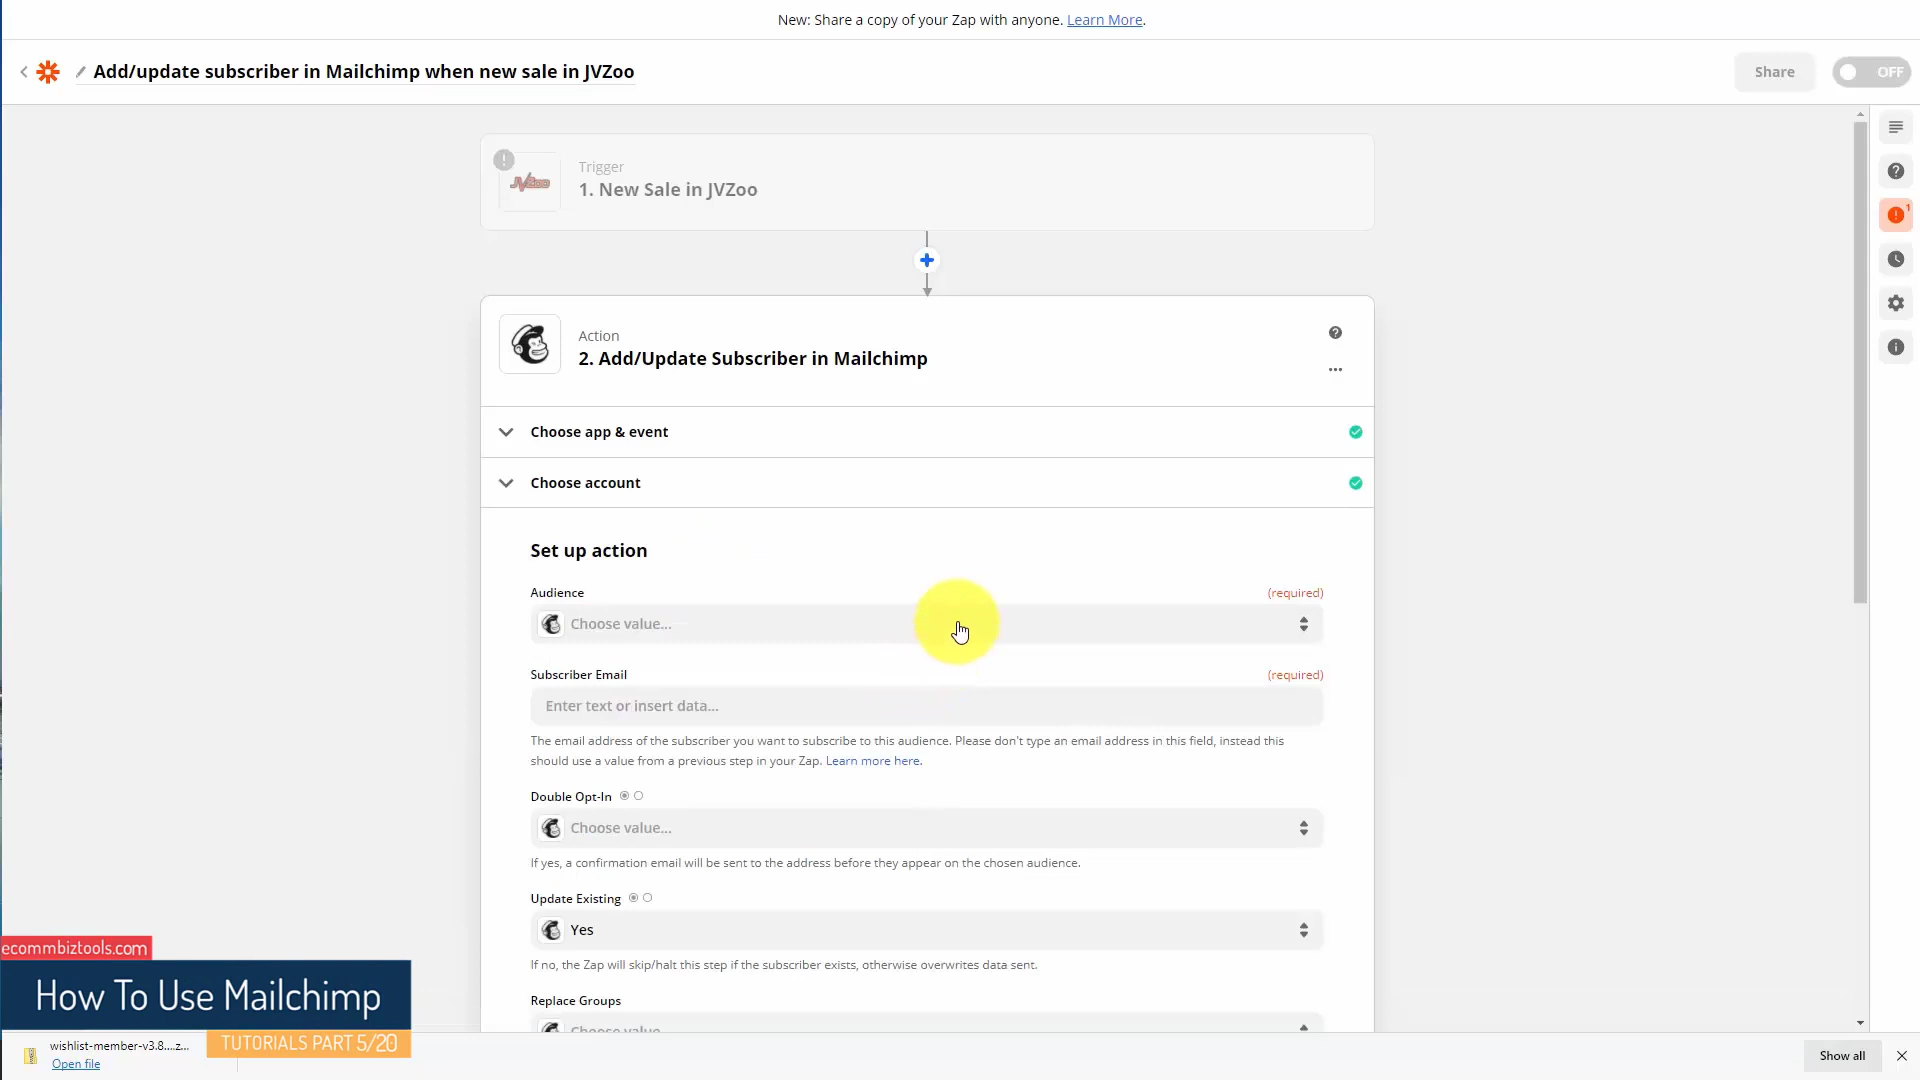 New: Share a copy of your Zap with anyone. Learn More.
Add/update subscriber in Mailchimp when new sale in JVZoo
Share
OFF
JVZoo
Trigger
1. New Sale in JVZoo
1
Action
2. Add/Update Subscriber in Mailchimp
Choose app & event
Choose account
Set up action
Audience
(required)
Choose value...
Subscriber Email
(required)
Enter text or insert data...
The email address of the subscriber you want to subscribe to this audience. Please don't type an email address in this field, instead this
should use a value from a previous step in your Zap. Learn more here.
Double Opt-In
Choose value...
If yes, a confirmation email will be sent to the address before they appear on the chosen audience.
Update Existing
Yes
If no, the Zap will skip/halt this step if the subscriber exists, otherwise overwrites data sent.
Replace Groups
Choose value
ecommbiztools.com
How To Use Mailchimp
TUTORIALS PART 5/20
wishlist-member-v3.8....z...
Open file
Show all